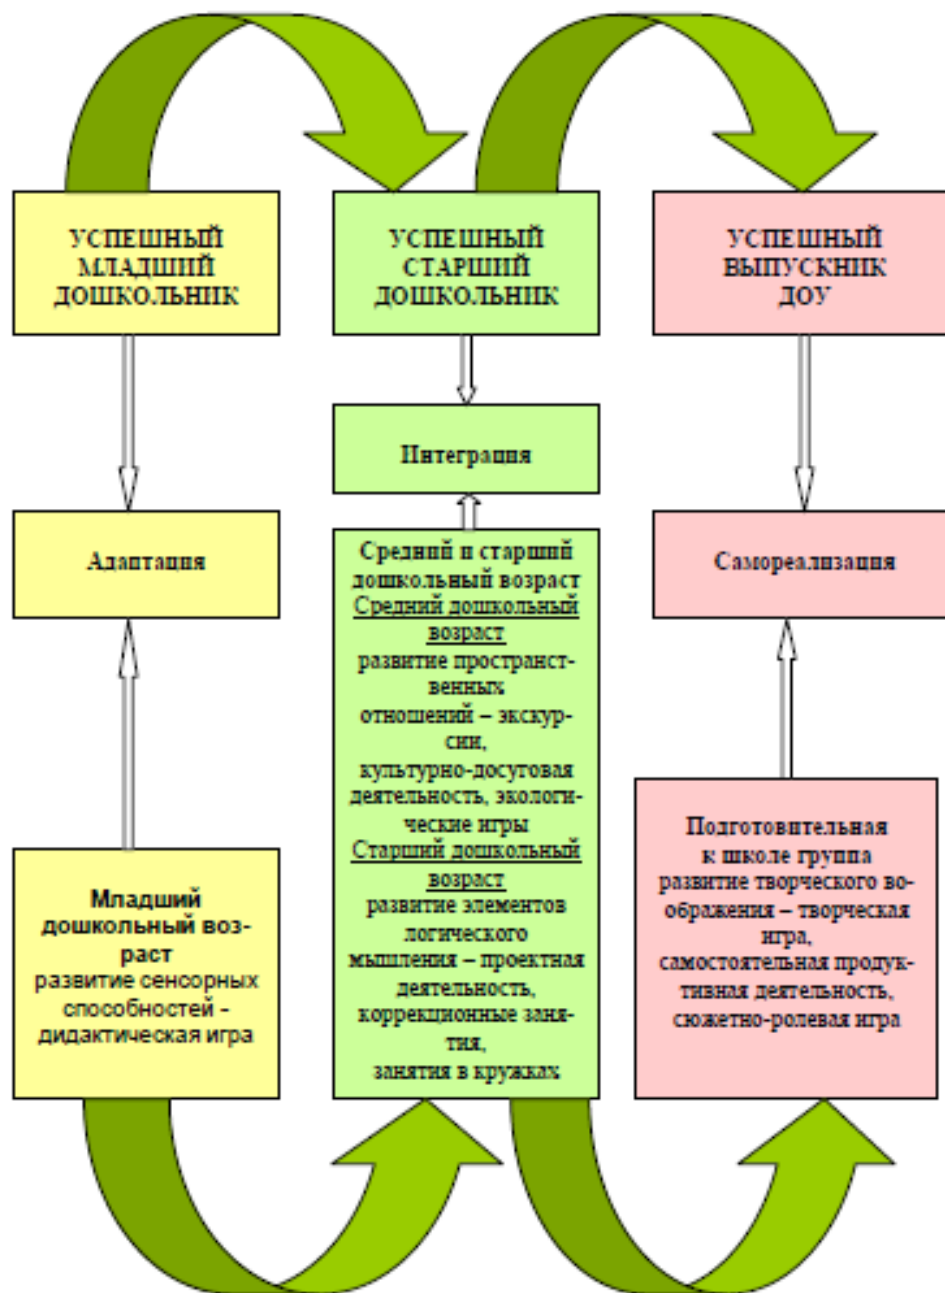 УСПЕШНЫЙ
МЛАДШИЙ
ДОШКОЛЬНИК
УСПЕШНЫЙ
СТАРШИЙ
ДОШКОЛЬНИК
УСПЕШНЫЙ
ВЫПУСКНИК
ДОУ
Интеграция
Адаптация
Самореализация
Средний и старший
дошкольный возраст
Средний дошкольный
возраст
развитие пространст-
венных
отношений – экскур-
сии,
культурно-досуговая
деятельность, экологи-
ческие игры
Старший дошкольный
возраст
развитие элементов
логического
мышления – проектная
деятельность,
коррекционные заня-
тия,
занятия в кружках
Младший
дошкольный воз-
раст
развитие сенсорных
способностей -
дидактическая игра
Подготовительная
к школе группа
развитие творческого во-
ображения – творческая
игра,
самостоятельная продук-
тивная деятельность,
сюжетно-ролевая игра